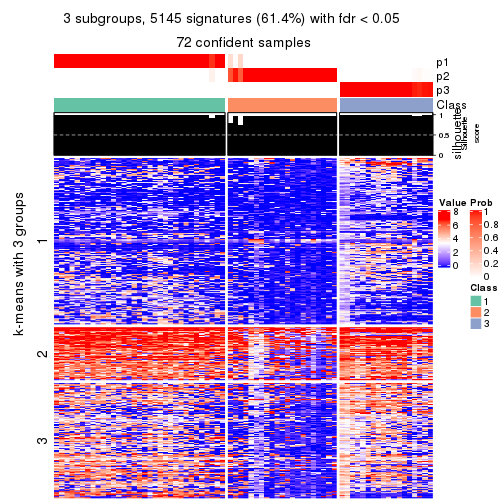 3 subgroups, 5145 signatures (61.4%) with fdr < 0.05
72 confident samples
p1
p2
p3
Class
1
0.5
0
silhouette
Silhouette
score
k-means with 3 groups
1
2
3
Value
8
6
4
2
0
Prob
1
0.8
0.6
0.4
0.2
0
Class
1
2
3